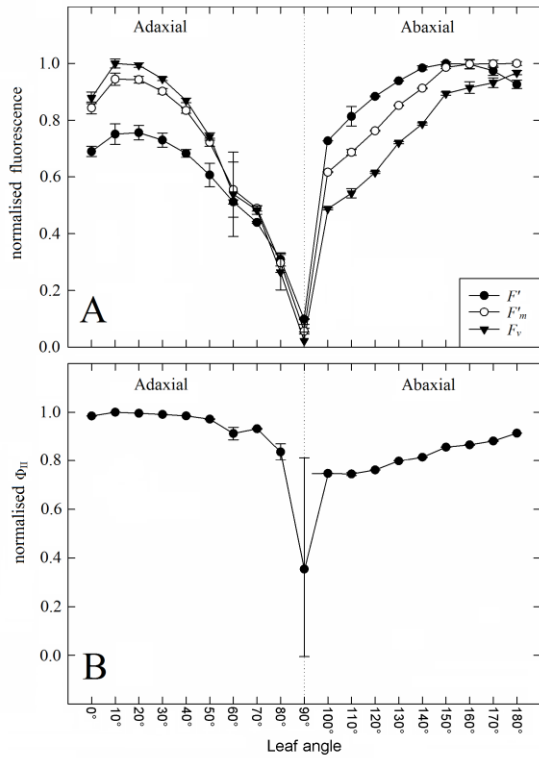 Adaxial Abaxial
1.0
0.8
0.6
0.4
0.2
0.0
normalised fluorescence
A
F'
F'm
Fv
Adaxial Abaxial
1.0
0.8
0.6
0.4
0.2
0.0
normalised ΦII
B
0° 10° 20° 30° 40° 50° 60° 70° 80° 90° 100° 110° 120° 130° 140° 150° 160° 170° 180°
Leaf angle